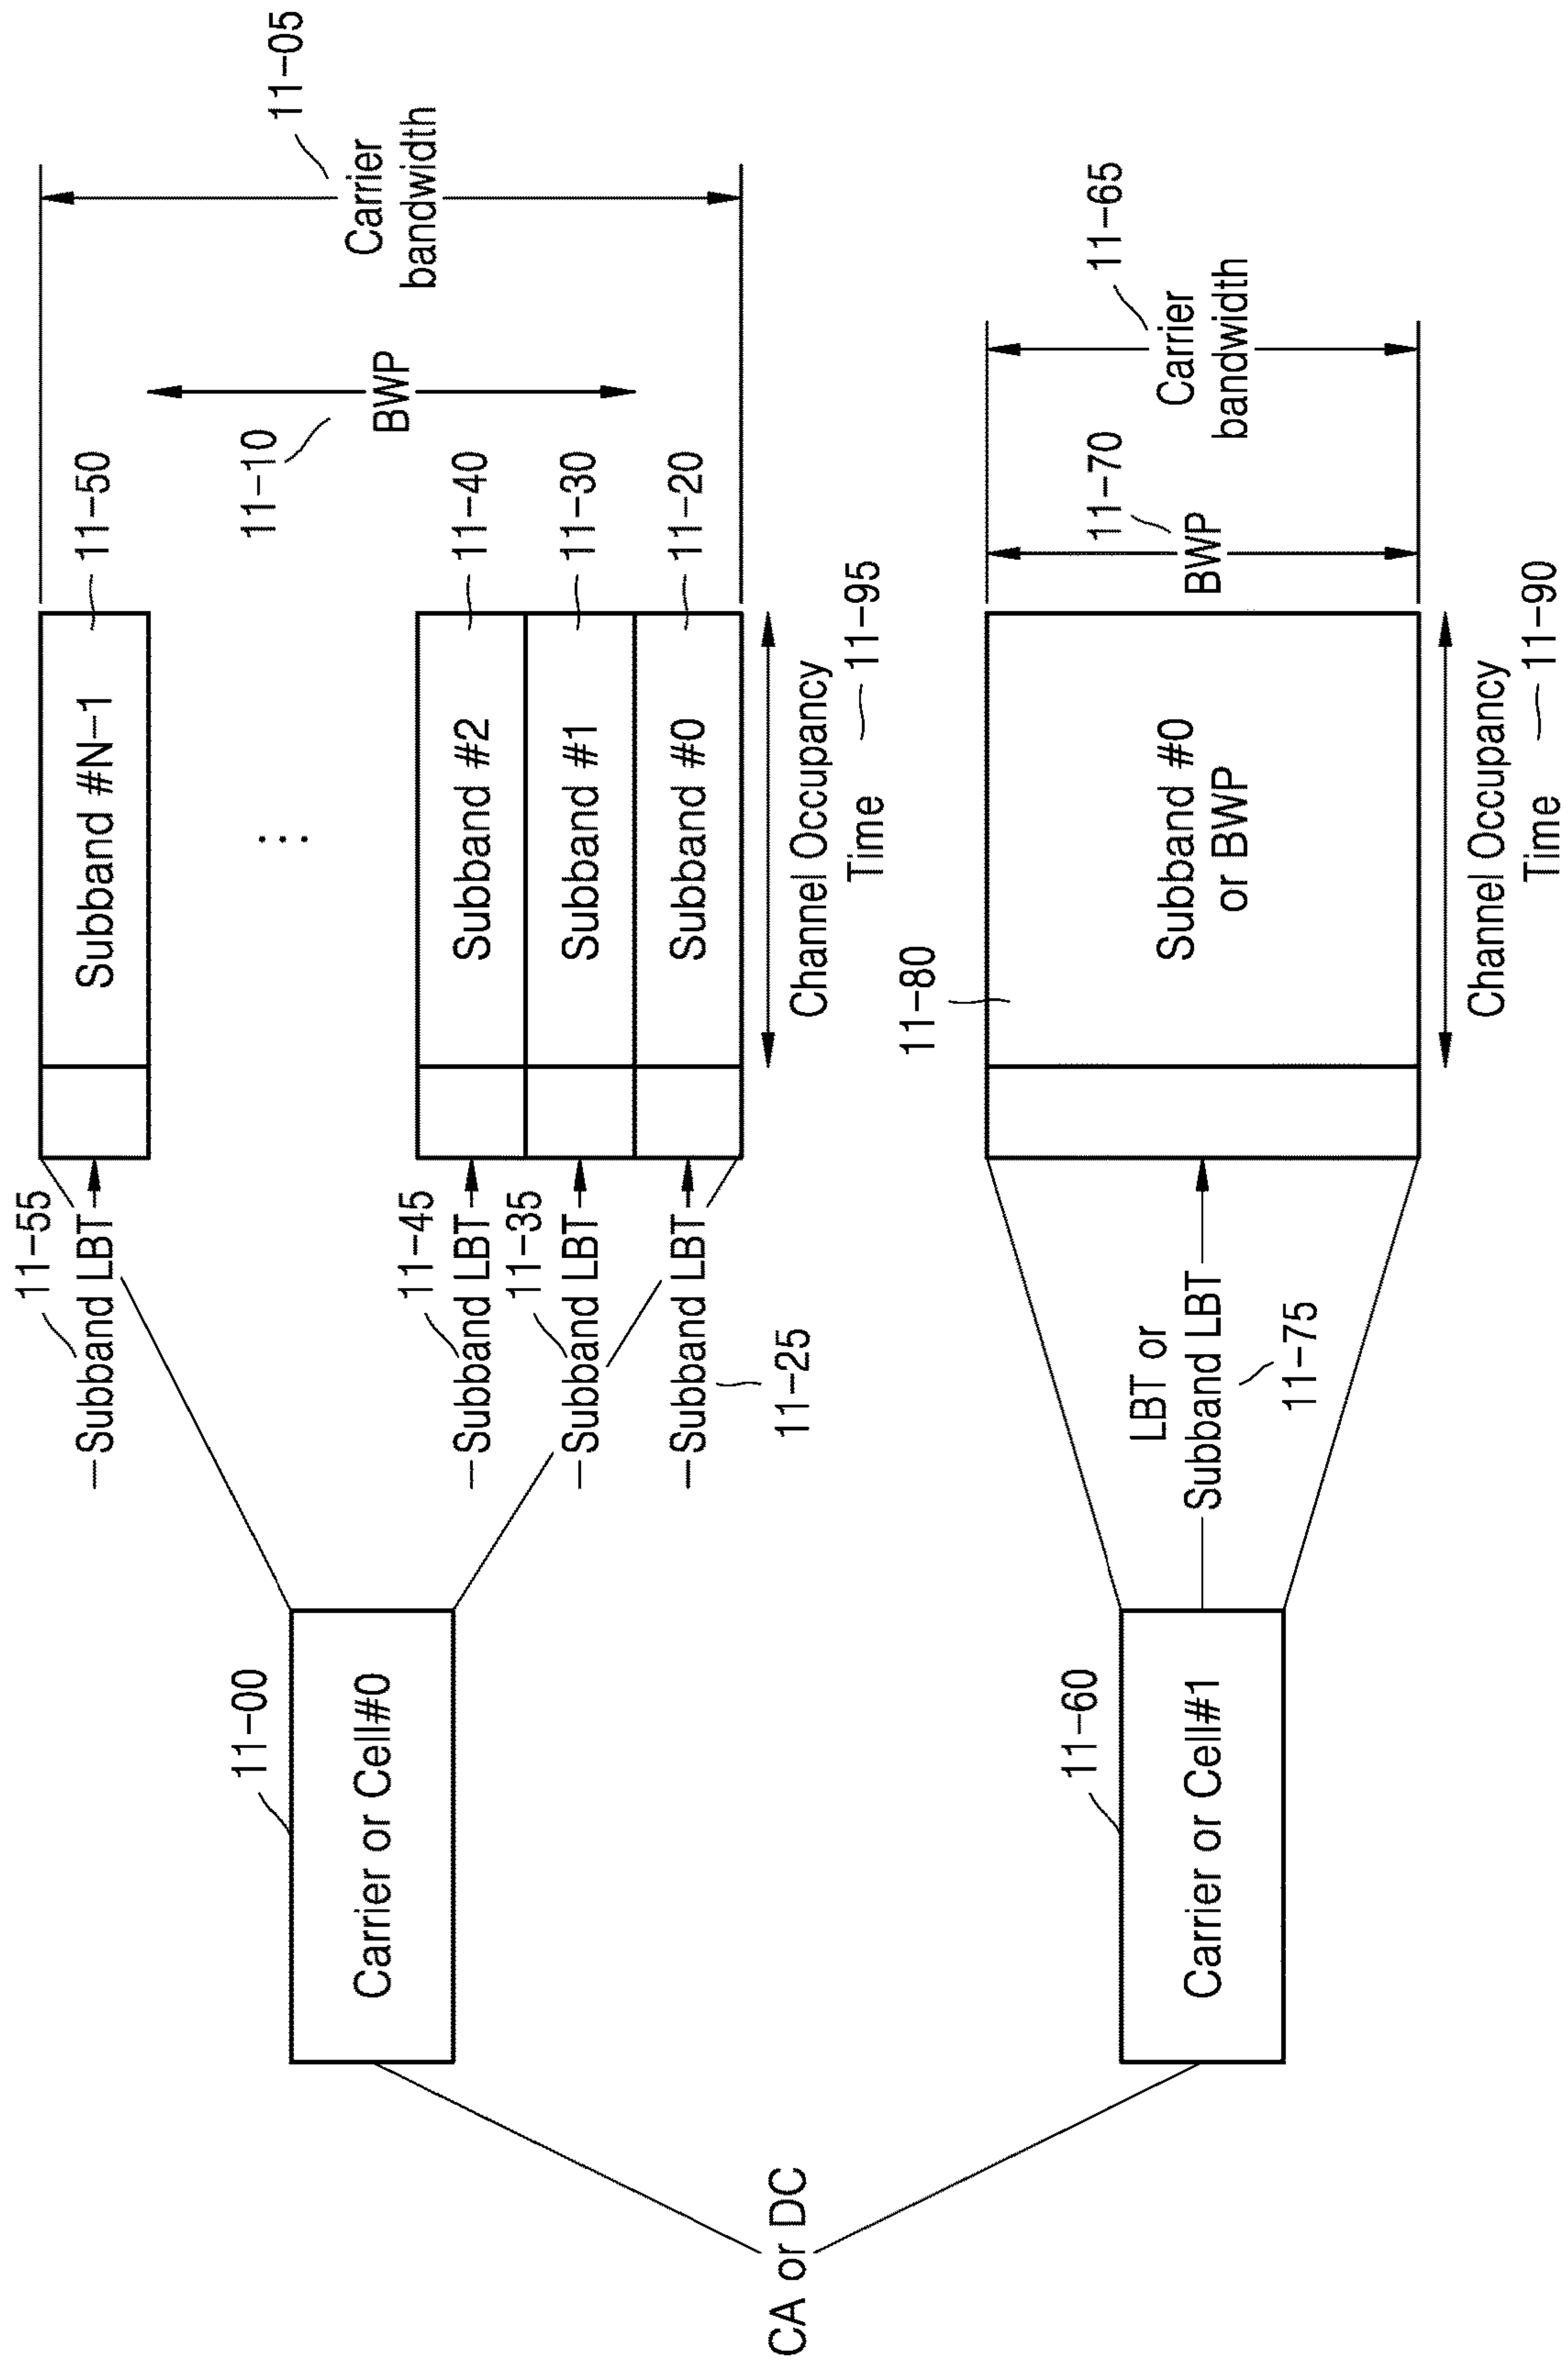 CA or DC
11-00
Carrier or Cell#0
11-55
Subband LBT
11-45
Subband LBT
11-35
Subband LBT
Subband LBT
11-25
Subband #N-1
11-50
...
Subband #2
11-40
Subband #1
11-30
Subband #0
11-20
Channel Occupancy
Time
11-95
11-10
BWP
Carrier
bandwidth
11-05
11-60
Carrier or Cell#1
LBT or
Subband LBT
11-75
11-80
Subband #0
or BWP
Channel Occupancy
Time
11-90
BWP
11-70
Carrier
bandwidth
11-65